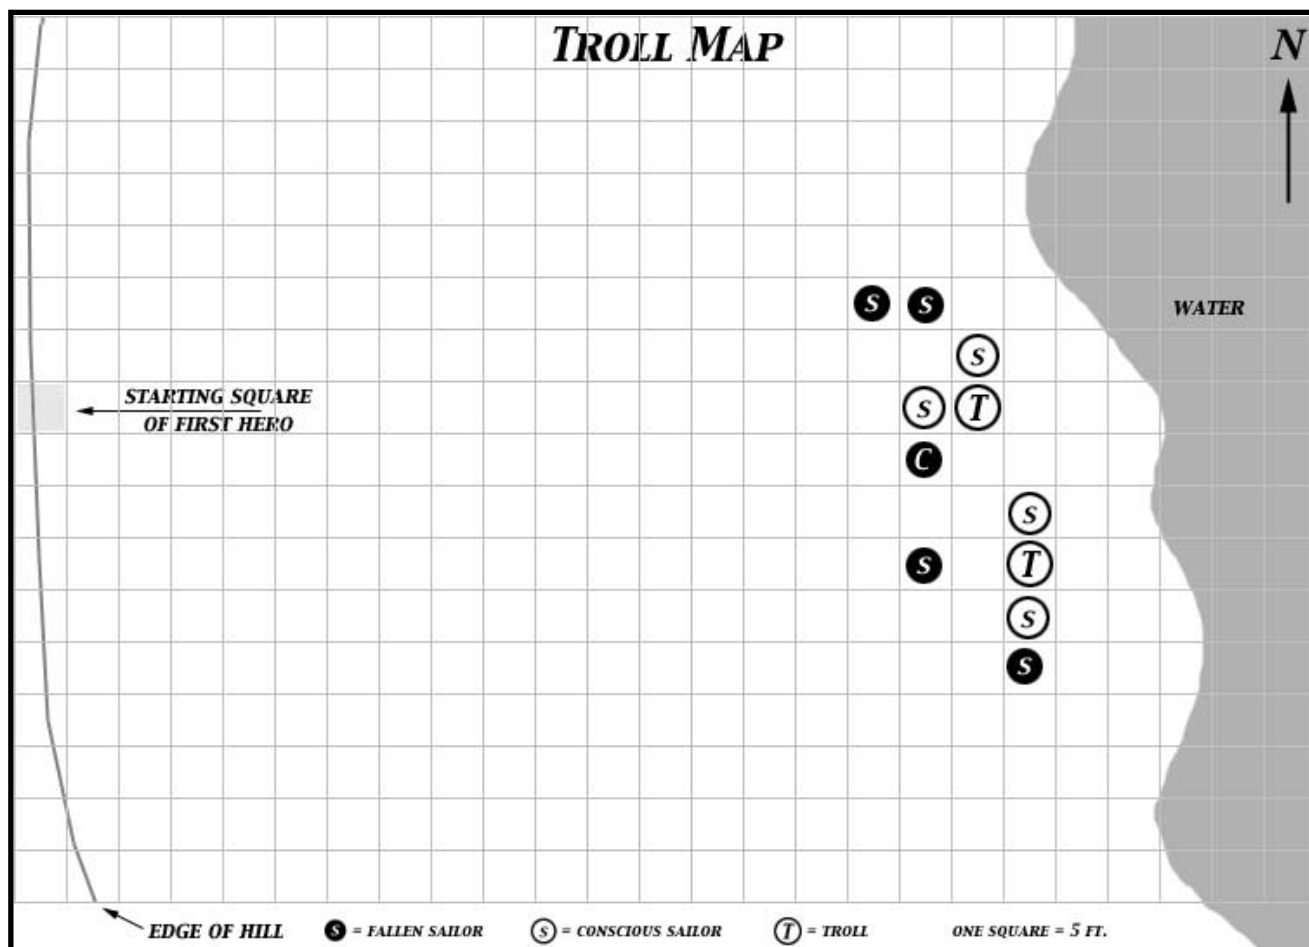 TROLL MAP
N
S S
WATER
S
STARTING SQUARE
OF FIRST HERO
S T
C
S
S T
S
S
EDGE OF HILL
S = FALLEN SAILOR
S = CONSCIOUS SAILOR
T = TROLL
ONE SQUARE = 5 FT.